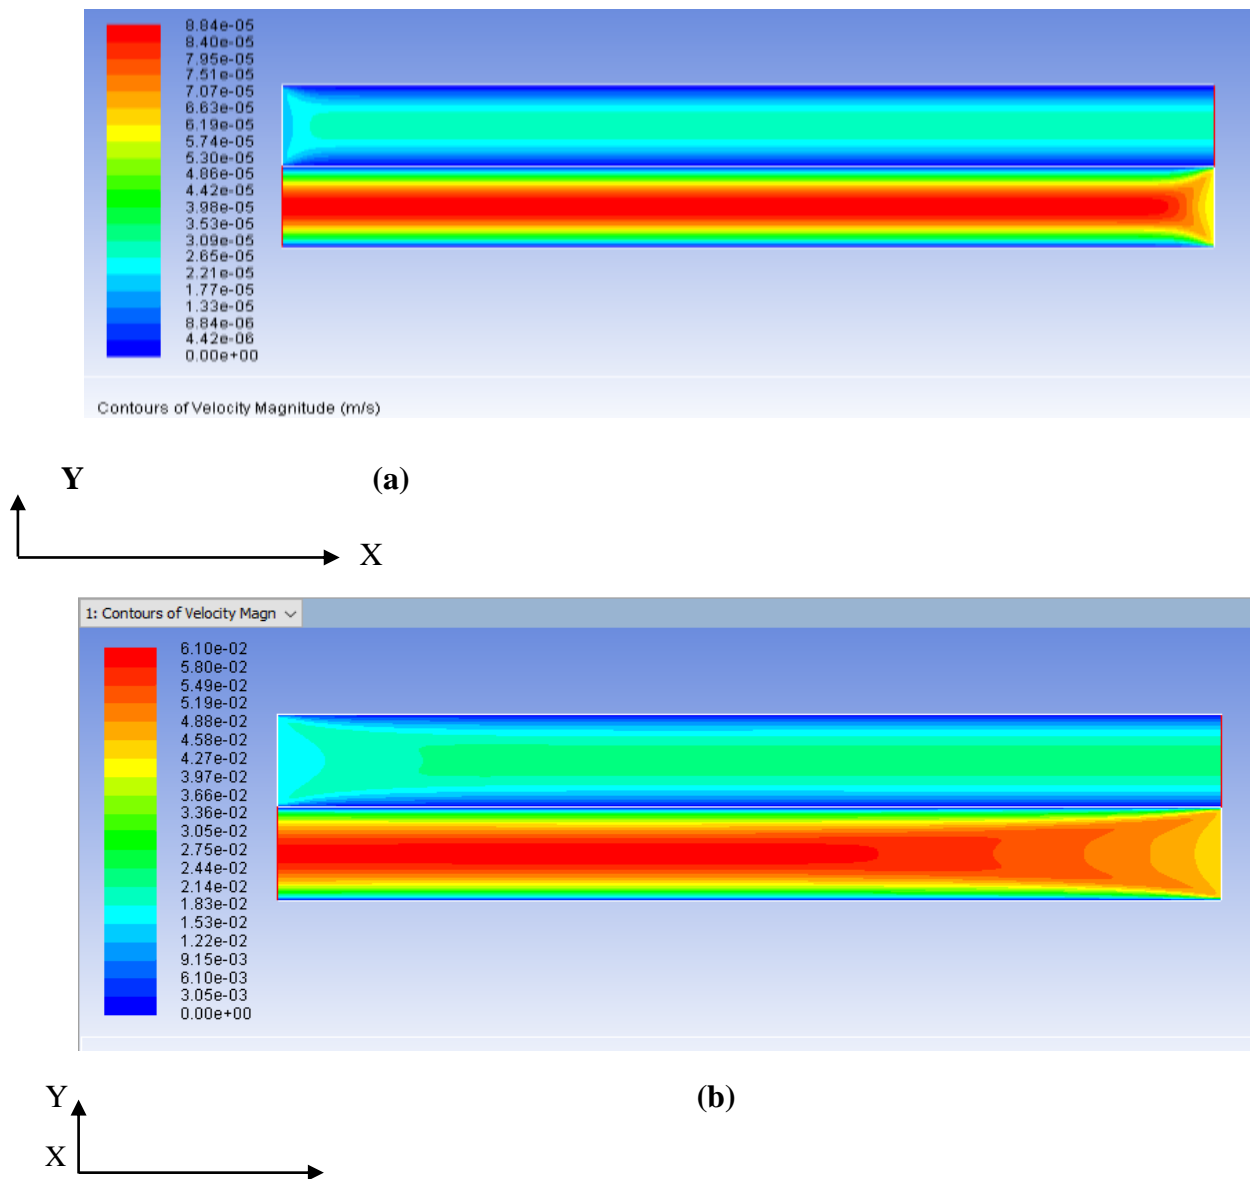 8.84e-05
8.40e-05
7.95e-05
7.51e-05
7.07e-05
6.63e-05
6.19e-05
5.74e-05
5.30e-05
4.86e-05
4.42e-05
3.98e-05
3.53e-05
3.09e-05
2.65e-05
2.21e-05
1.77e-05
1.33e-05
8.84e-06
4.42e-06
0.00e+00
Contours of Velocity Magnitude (m/s)
Y
(a)
X
1: Contours of Velocity Magn
6.10e-02
5.80e-02
5.49e-02
5.19e-02
4.88e-02
4.58e-02
4.27e-02
3.97e-02
3.66e-02
3.36e-02
3.05e-02
2.75e-02
2.44e-02
2.14e-02
1.83e-02
1.53e-02
1.22e-02
9.15e-03
6.10e-03
3.05e-03
0.00e+00
Y
(b)
X